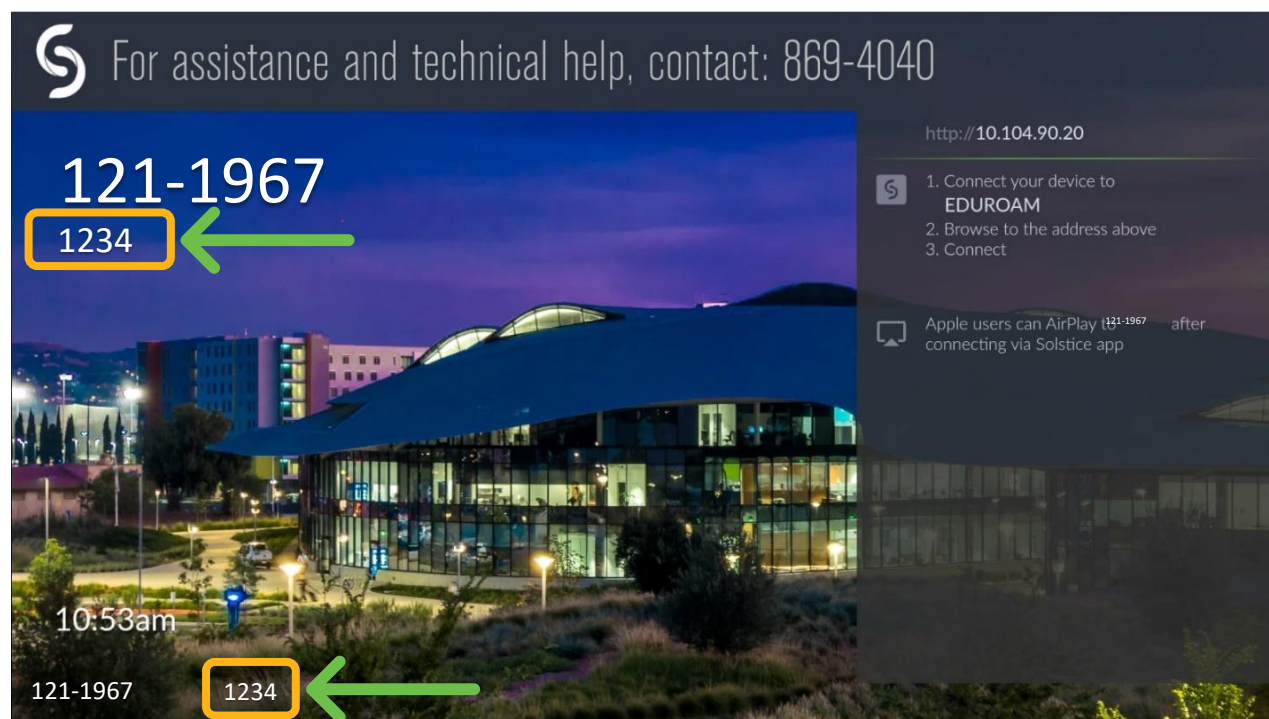 For assistance and technical help, contact: 869-4040
121-1967
1234
http://10.104.90.20
1. Connect your device to
EDUROAM
2. Browse to the address above
3. Connect
Apple users can AirPlay to 121-1967 after
connecting via Solstice app
10:53am
121-1967 1234